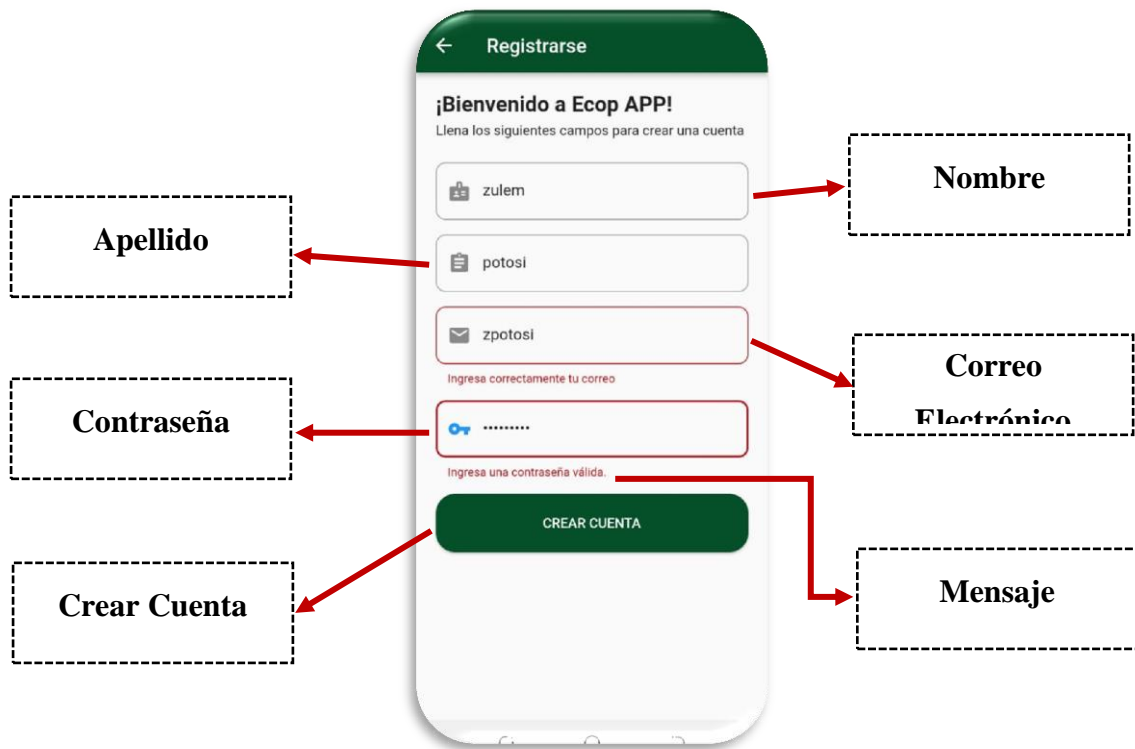 Registrarse
¡Bienvenido a Ecop APP!
Llena los siguientes campos para crear una cuenta
Nombre
zulem
Apellido
potosi
zpotosi
Correo
Electrónico
Ingresa correctamente tu correo
Contraseña
•••••••••
Ingresa una contraseña válida.
CREAR CUENTA
Crear Cuenta
Mensaje